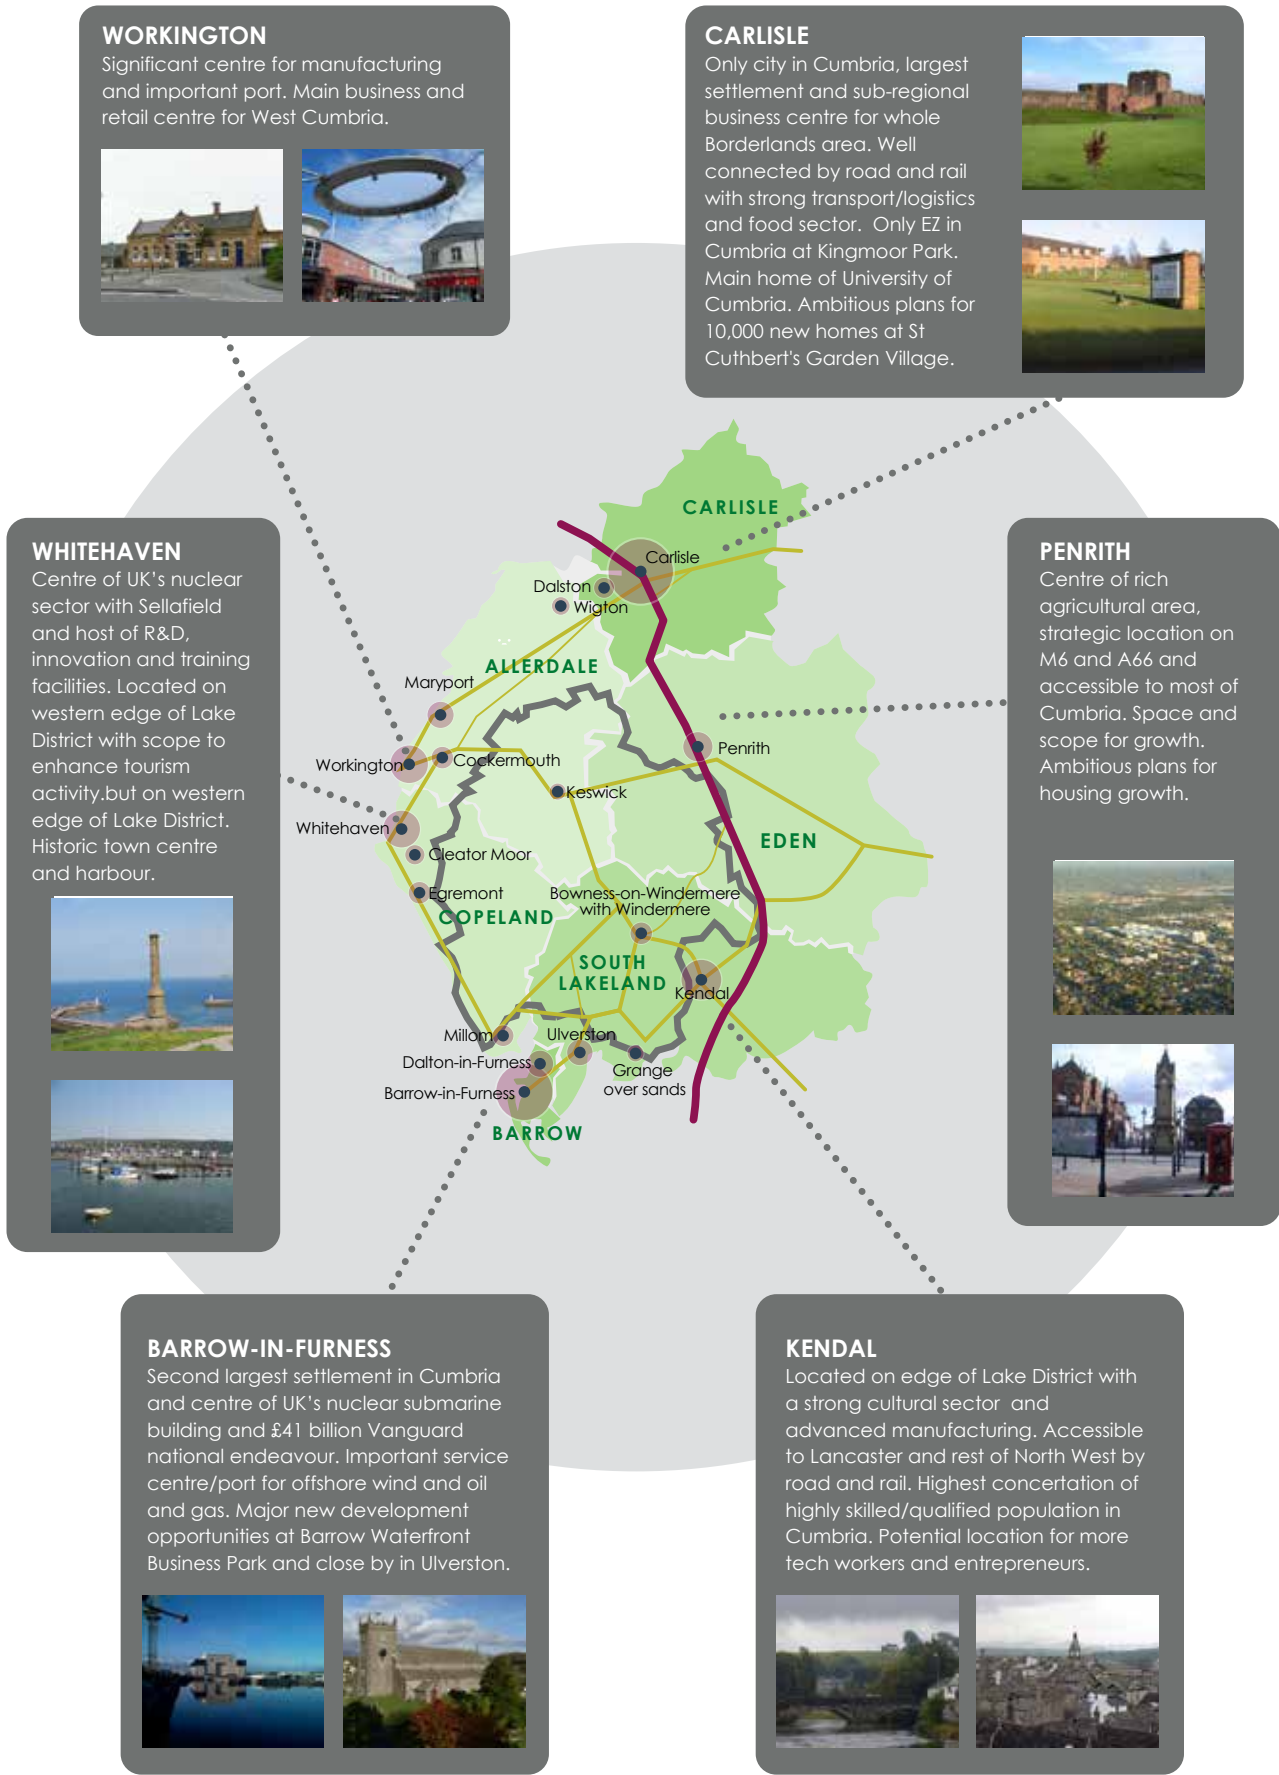 WORKINGTON
Significant centre for manufacturing
and important port. Main business and
retail centre for West Cumbria.
CARLISLE
Only city in Cumbria, largest
settlement and sub-regional
business centre for whole
Borderlands area. Well
connected by road and rail
with strong transport/logistics
and food sector.  Only EZ in
Cumbria at Kingmoor Park.
Main home of University of
Cumbria. Ambitious plans for
10,000 new homes at St
Cuthbert's Garden Village.
WHITEHAVEN
Centre of UK's nuclear
sector with Sellafield
and host of R&D,
innovation and training
facilities. Located on
western edge of Lake
District with scope to
enhance tourism
activity.but on western
edge of Lake District.
Historic town centre
and harbour.
CARLISLE
Carlisle
Dalston
Wigton
ALLERDALE
Maryport
Workington
Cockermouth
Penrith
Keswick
Whitehaven
EDEN
Cleator Moor
Egremont
Bowness-on-Windermere
with Windermere
COPELAND
SOUTH
LAKELAND
Kendal
Millom
Ulverston
Dalton-in-Furness
Grange
over sands
Barrow-in-Furness
BARROW
PENRITH
Centre of rich
agricultural area,
strategic location on
M6 and A66 and
accessible to most of
Cumbria. Space and
scope for growth.
Ambitious plans for
housing growth.
BARROW-IN-FURNESS
Second largest settlement in Cumbria
and centre of UK's nuclear submarine
building and £41 billion Vanguard
national endeavour. Important service
centre/port for offshore wind and oil
and gas. Major new development
opportunities at Barrow Waterfront
Business Park and close by in Ulverston.
KENDAL
Located on edge of Lake District with
a strong cultural sector  and
advanced manufacturing. Accessible
to Lancaster and rest of North West by
road and rail. Highest concertation of
highly skilled/qualified population in
Cumbria. Potential location for more
tech workers and entrepreneurs.